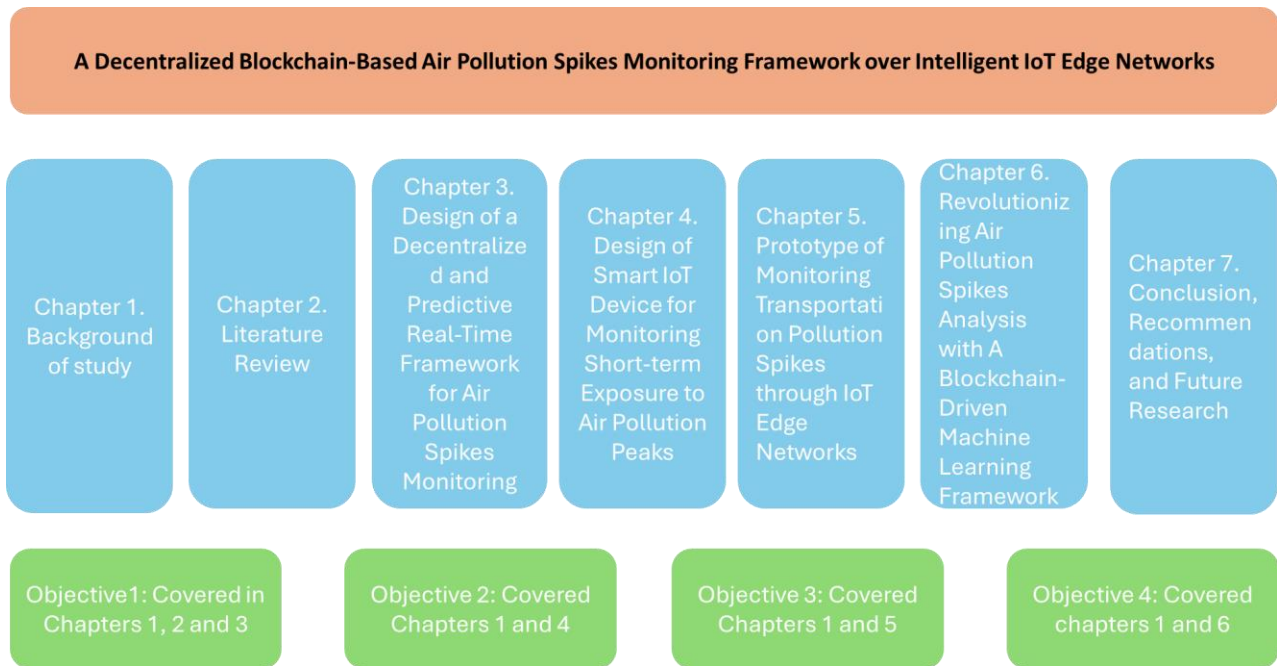 A Decentralized Blockchain-Based Air Pollution Spikes Monitoring Framework over Intelligent IoT Edge Networks
Chapter 1.
Background
of study
Chapter 2.
Literature
Review
Chapter 3.
Design of a
Decentralize
d and
Predictive
Real-Time
Framework
for Air
Pollution
Spikes
Monitoring
Chapter 4.
Design of
Smart IoT
Device for
Monitoring
Short-term
Exposure to
Air Pollution
Peaks
Chapter 5.
Prototype of
Monitoring
Transportati
on Pollution
Spikes
through IoT
Edge
Networks
Chapter 6.
Revolutioniz
ing Air
Pollution
Spikes
Analysis
with A
Blockchain-
Driven
Machine
Learning
Framework
Chapter 7.
Conclusion,
Recommen
dations,
and Future
Research
Objective1: Covered in
Chapters 1, 2 and 3
Objective 2: Covered
Chapters 1 and 4
Objective 3: Covered
Chapters 1 and 5
Objective 4: Covered
chapters 1 and 6